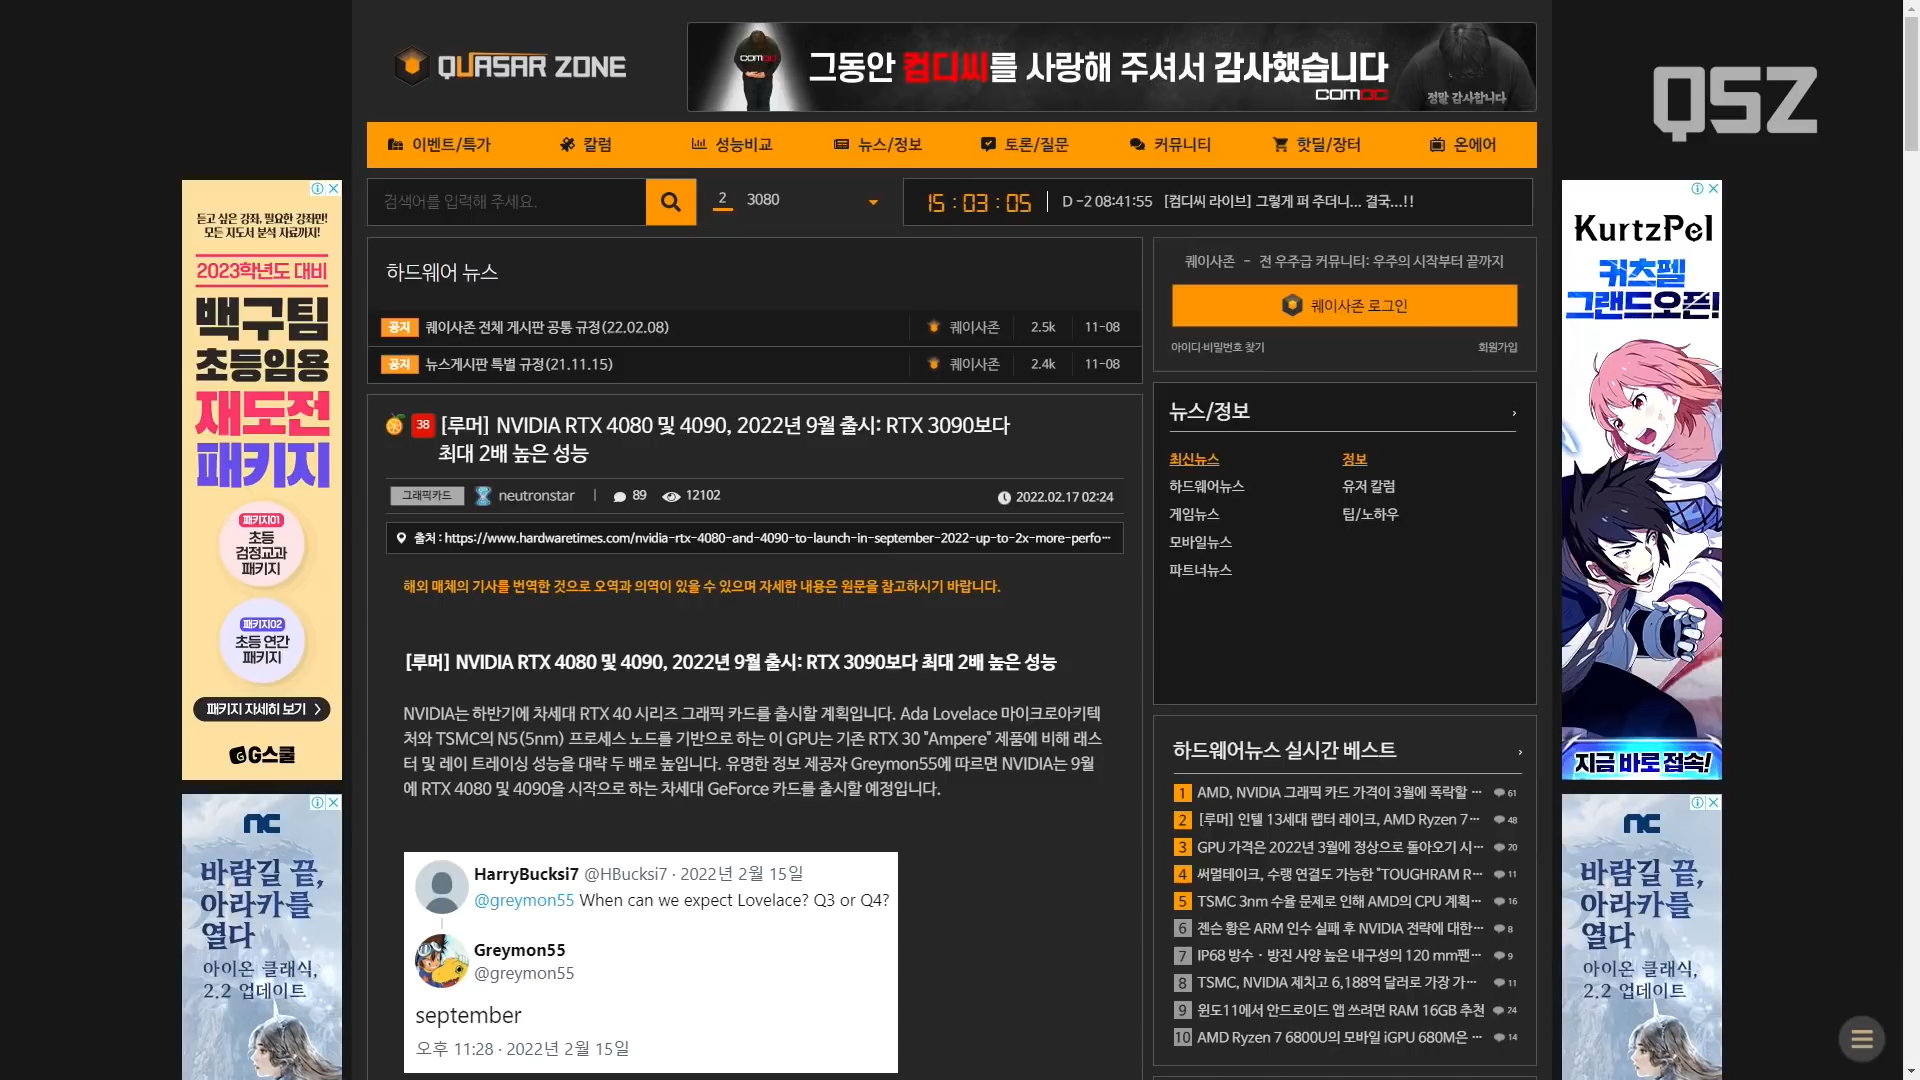 QUASAR ZONE
COMDC
그동안 컴디씨를 사랑해 주셔서 감사했습니다
COMDC
정말 감사합니다
QSZ
이벤트/특가
칼럼
성능비교
뉴스/정보
토론/질문
커뮤니티
핫딜/장터
온에어
검색어를 입력해 주세요.
2 3080
15 : 03 : 05
D -2 08:41:55 [컴디씨 라이브] 그렇게 퍼 주더니... 결국...!!
듣고 싶은 강좌, 필요한 강좌만!
모든 지도서 분석 자료까지!
2023학년도 대비
백구팀
초등임용
재도전
패키지
패키지01
초등
검정교과
패키지
패키지02
초등 연간
패키지
패키지 자세히 보기 >
G스쿨
nc
바람길 끝,
아라카를
열다
아이온 클래식,
2.2 업데이트
하드웨어 뉴스
공지 퀘이사존 전체 게시판 공통 규정(22.02.08) 퀘이사존 2.5k 11-08
공지 뉴스게시판 특별 규정(21.11.15) 퀘이사존 2.4k 11-08
38 [루머] NVIDIA RTX 4080 및 4090, 2022년 9월 출시: RTX 3090보다
최대 2배 높은 성능
그래픽카드 neutronstar | 89 12102 2022.02.17 02:24
출처 : https://www.hardwaretimes.com/nvidia-rtx-4080-and-4090-to-launch-in-september-2022-up-to-2x-more-perfo···
해외 매체의 기사를 번역한 것으로 오역과 의역이 있을 수 있으며 자세한 내용은 원문을 참고하시기 바랍니다.
[루머] NVIDIA RTX 4080 및 4090, 2022년 9월 출시: RTX 3090보다 최대 2배 높은 성능
NVIDIA는 하반기에 차세대 RTX 40 시리즈 그래픽 카드를 출시할 계획입니다. Ada Lovelace 마이크로아키텍
처와 TSMC의 N5(5nm) 프로세스 노드를 기반으로 하는 이 GPU는 기존 RTX 30 "Ampere" 제품에 비해 래스
터 및 레이 트레이싱 성능을 대략 두 배로 높입니다. 유명한 정보 제공자 Greymon55에 따르면 NVIDIA는 9월
에 RTX 4080 및 4090을 시작으로 하는 차세대 GeForce 카드를 출시할 예정입니다.
HarryBucksi7 @HBucksi7 · 2022년 2월 15일
@greymon55 When can we expect Lovelace? Q3 or Q4?
Greymon55
@greymon55
september
오후 11:28 · 2022년 2월 15일
퀘이사존 - 전 우주급 커뮤니티: 우주의 시작부터 끝까지
퀘이사존 로그인
아이디·비밀번호 찾기
회원가입
뉴스/정보 ›
최신뉴스
하드웨어뉴스
게임뉴스
모바일뉴스
파트너뉴스
정보
유저 칼럼
팁/노하우
하드웨어뉴스 실시간 베스트 ›
1 AMD, NVIDIA 그래픽 카드 가격이 3월에 폭락할 ··· 61
2 [루머] 인텔 13세대 랩터 레이크, AMD Ryzen 7··· 48
3 GPU 가격은 2022년 3월에 정상으로 돌아오기 시··· 20
4 써멀테이크, 수랭 연결도 가능한 "TOUGHRAM R··· 11
5 TSMC 3nm 수율 문제로 인해 AMD의 CPU 계획··· 16
6 젠슨 황은 ARM 인수 실패 후 NVIDIA 전략에 대한··· 8
7 IP68 방수·방진 사양 높은 내구성의 120 mm팬··· 9
8 TSMC, NVIDIA 제치고 6,188억 달러로 가장 가··· 11
9 윈도11에서 안드로이드 앱 쓰려면 RAM 16GB 추천 24
10 AMD Ryzen 7 6800U의 모바일 iGPU 680M은 ··· 14
KurtzPel
커츠펠
그랜드오픈!
지금 바로 접속!
nc
바람길 끝,
아라카를
열다
아이온 클래식,
2.2 업데이트